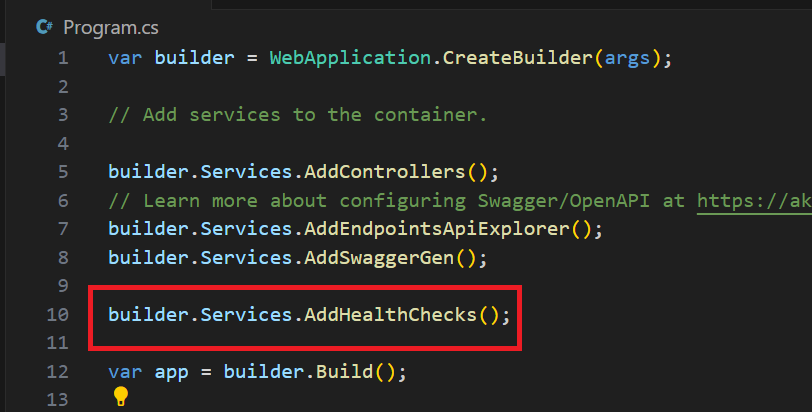 C# Program.cs
1 var builder = WebApplication.CreateBuilder(args);
2
3 // Add services to the container.
4
5 builder.Services.AddControllers();
6 // Learn more about configuring Swagger/OpenAPI at https://ak
7 builder.Services.AddEndpointsApiExplorer();
8 builder.Services.AddSwaggerGen();
9
10 builder.Services.AddHealthChecks();
11
12 var app = builder.Build();
13